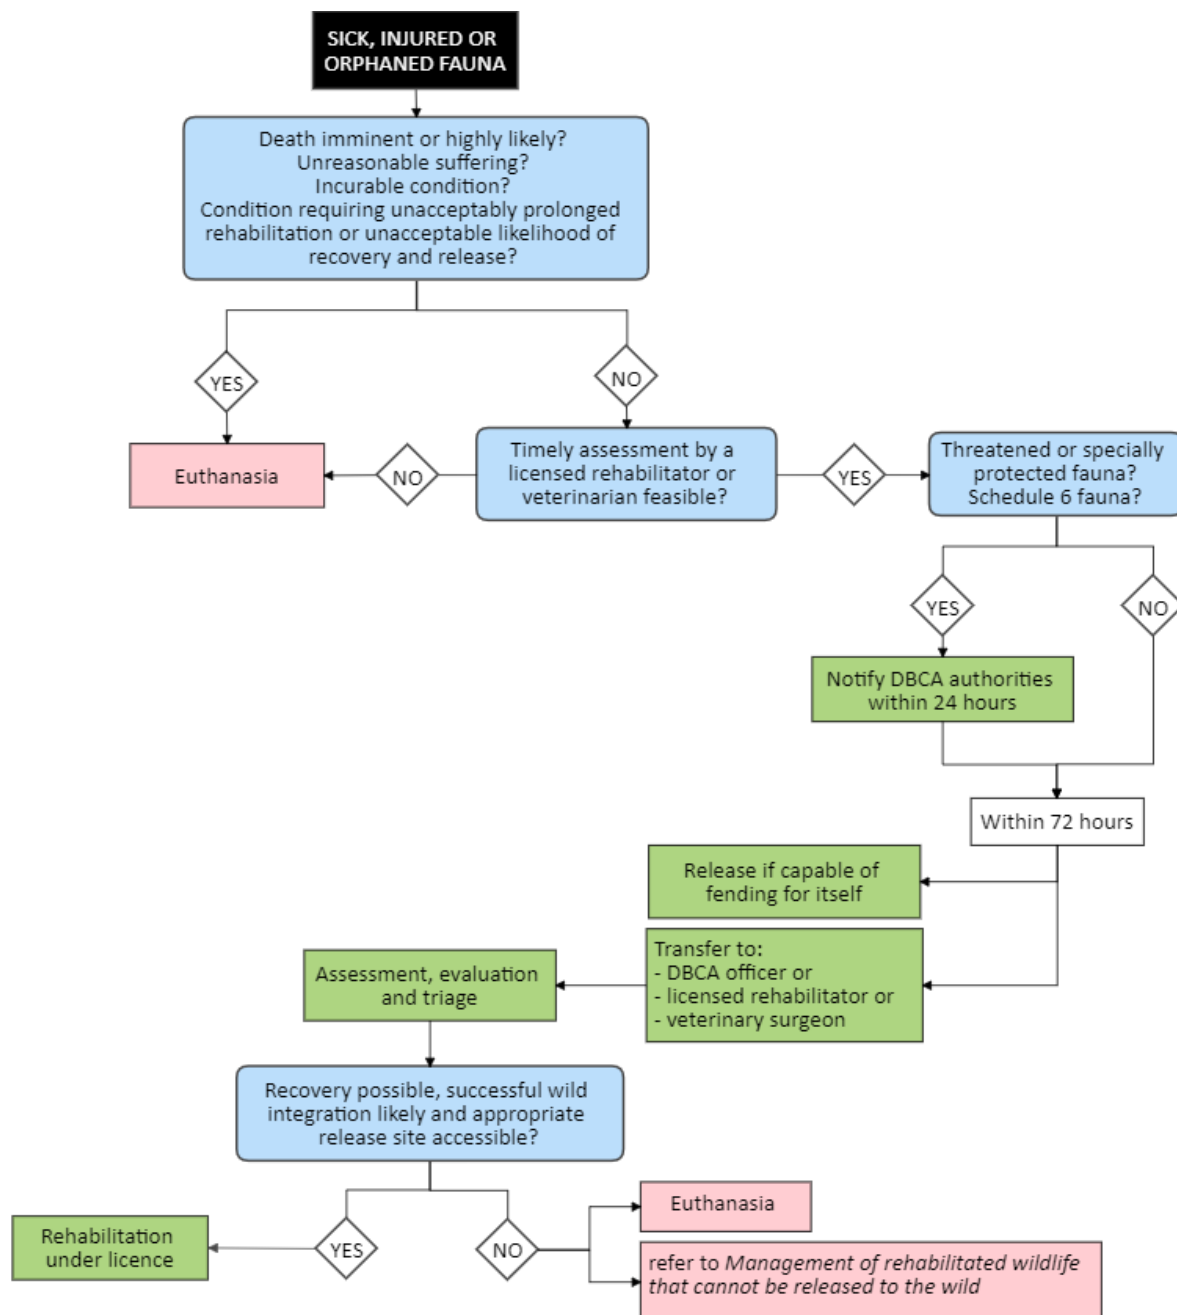 SICK, INJURED OR
ORPHANED FAUNA
Death imminent or highly likely?
Unreasonable suffering?
Incurable condition?
Condition requiring unacceptably prolonged
rehabilitation or unacceptable likelihood of
recovery and release?
YES
NO
Euthanasia
NO
Timely assessment by a
licensed rehabilitator or
veterinarian feasible?
YES
Threatened or specially
protected fauna?
Schedule 6 fauna?
YES
NO
Notify DBCA authorities
within 24 hours
Within 72 hours
Release if capable of
fending for itself
Transfer to:
- DBCA officer or
- licensed rehabilitator or
- veterinary surgeon
Assessment, evaluation
and triage
Recovery possible, successful wild
integration likely and appropriate
release site accessible?
YES
NO
Rehabilitation
under licence
Euthanasia
refer to Management of rehabilitated wildlife
that cannot be released to the wild